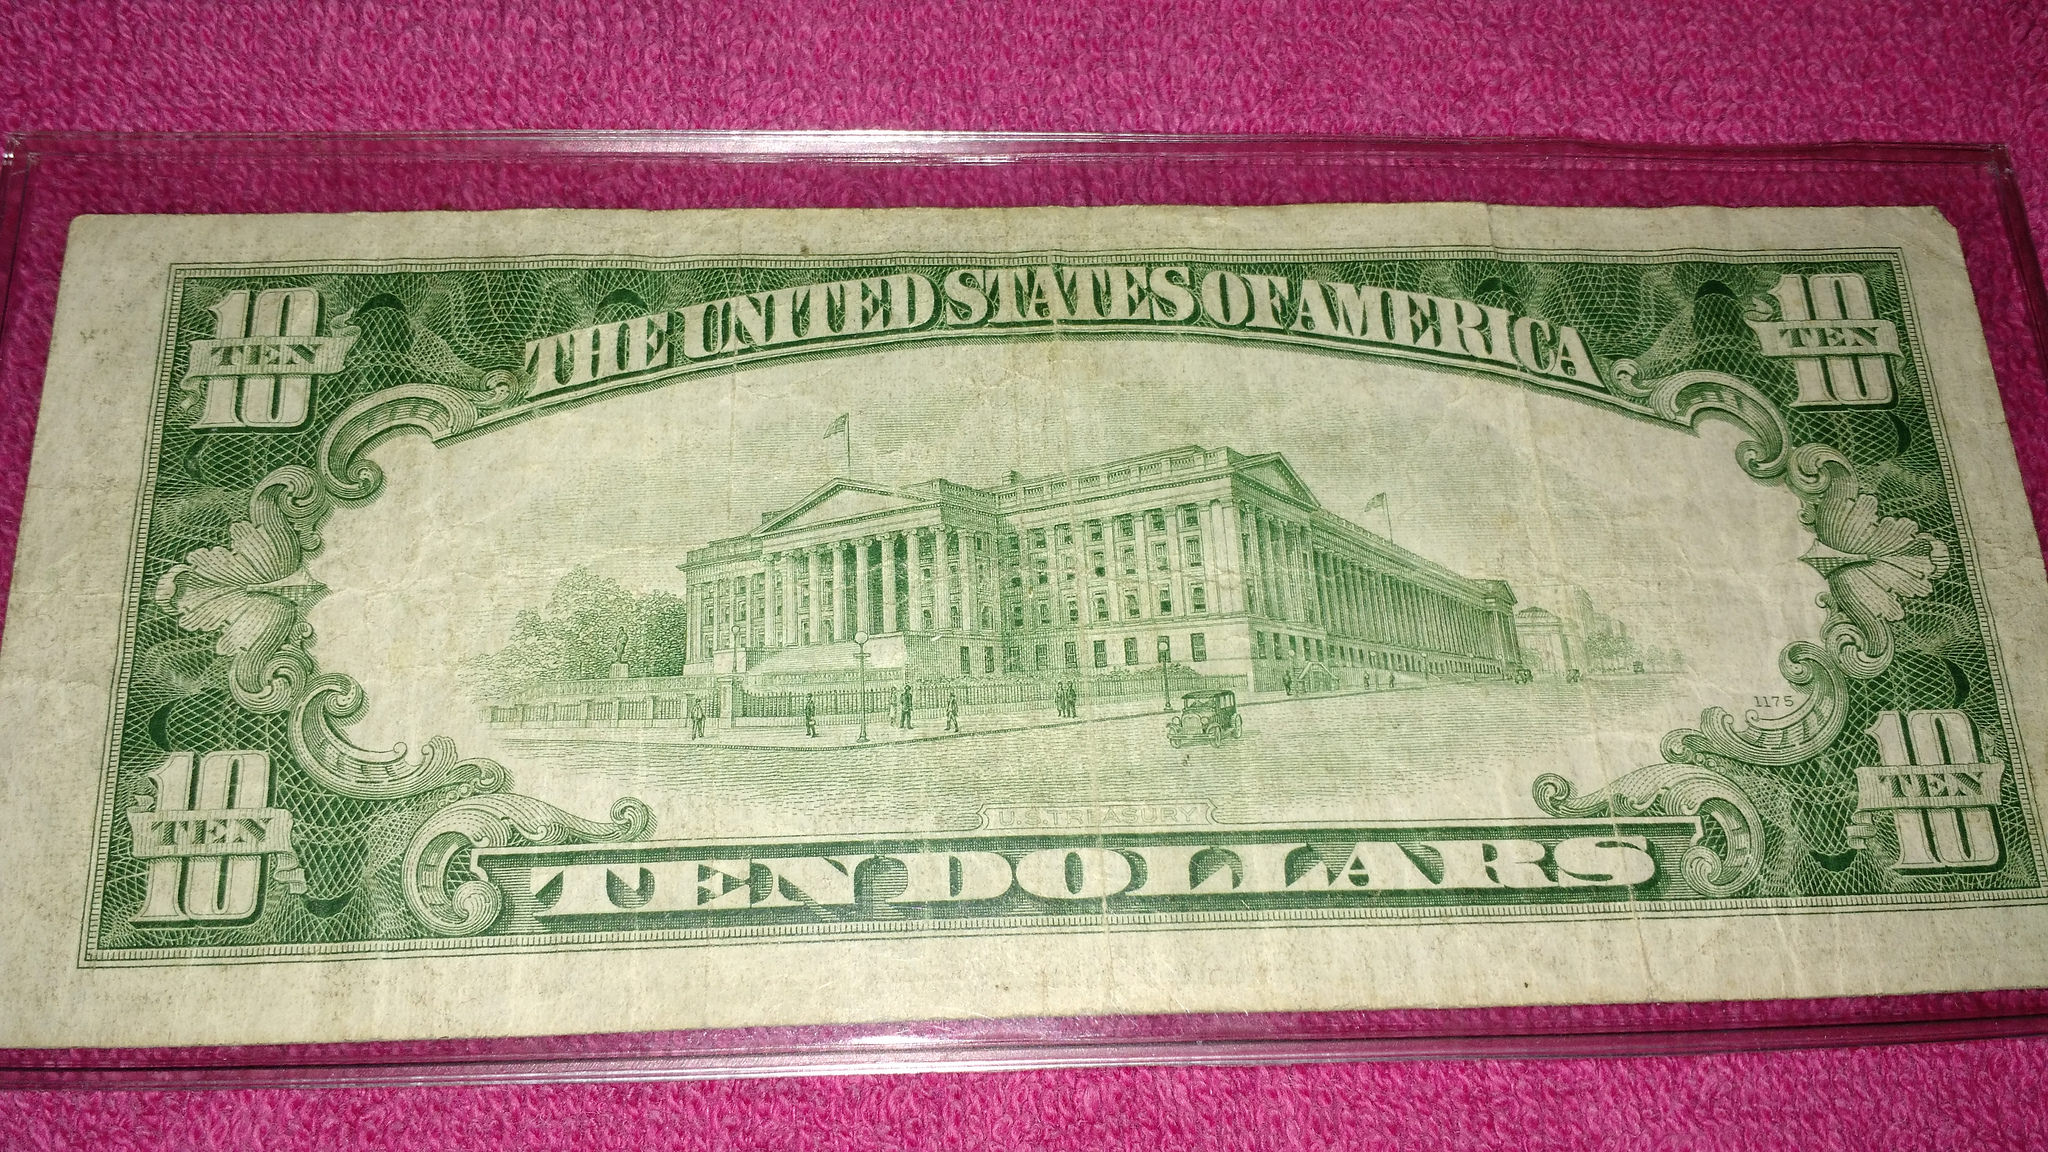 10 TEN 10
THE UNITED STATES OF AMERICA
10 TEN 10
1175
10 TEN 10
U.S. TREASURY
TEN DOLLARS
10 TEN 10